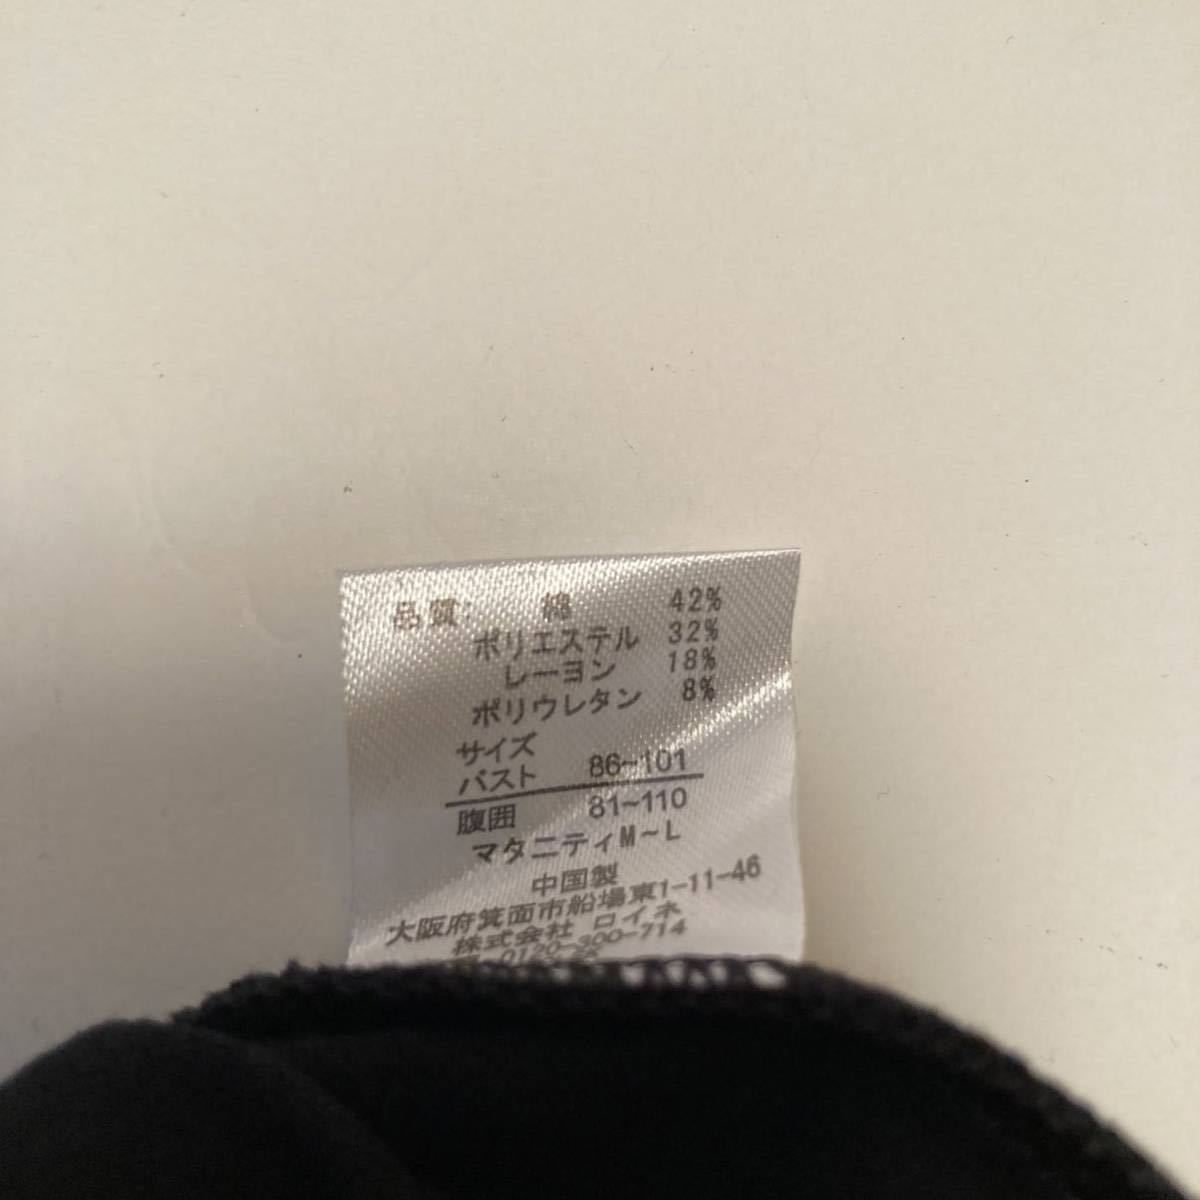 品質: 綿 42%
ポリエステル 32%
レーヨン 18%
ポリウレタン 8%
サイズ
バスト 86~101
腹囲 81~110
マタニティM~L
中国製
大阪府箕面市船場東1-11-46
株式会社 ロイネ
0120-300-714